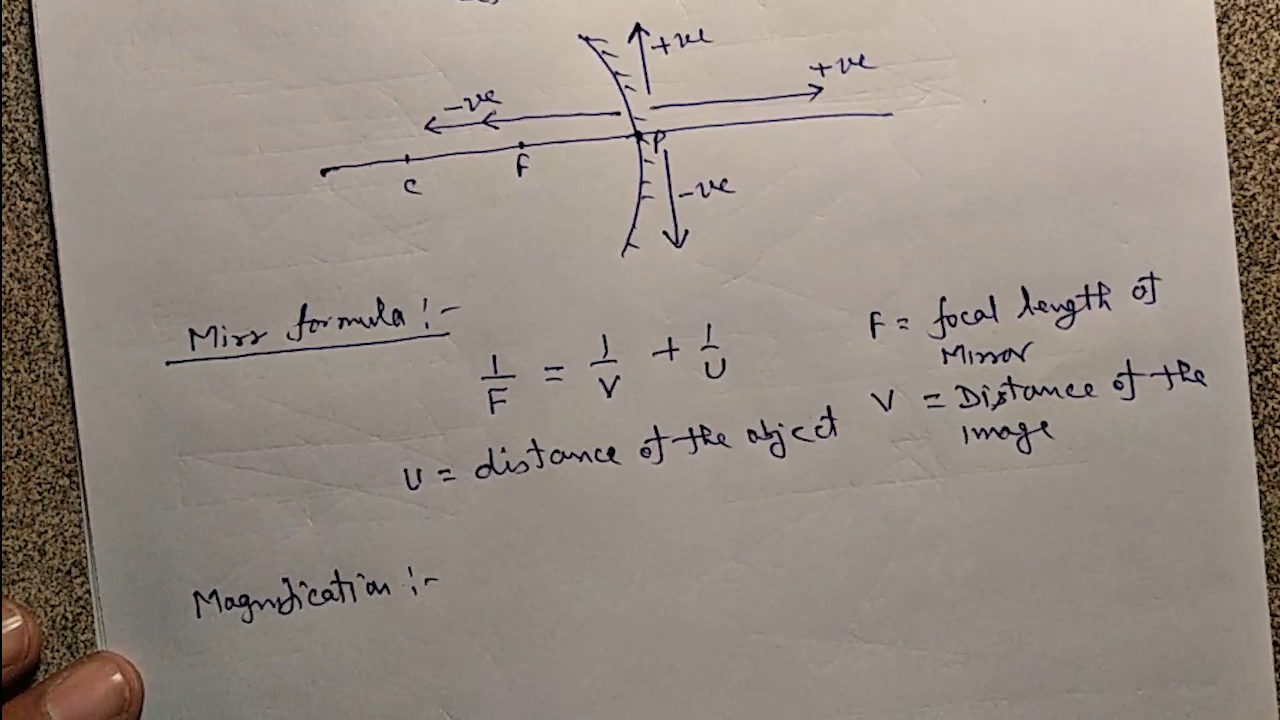 +ve
+ve
-ve
P
F
C
-ve
Mirr formula :-
1/F = 1/V + 1/U
F = focal length of
Mirror
V = Distance of the
image
U = distance of the object
Magnification :-